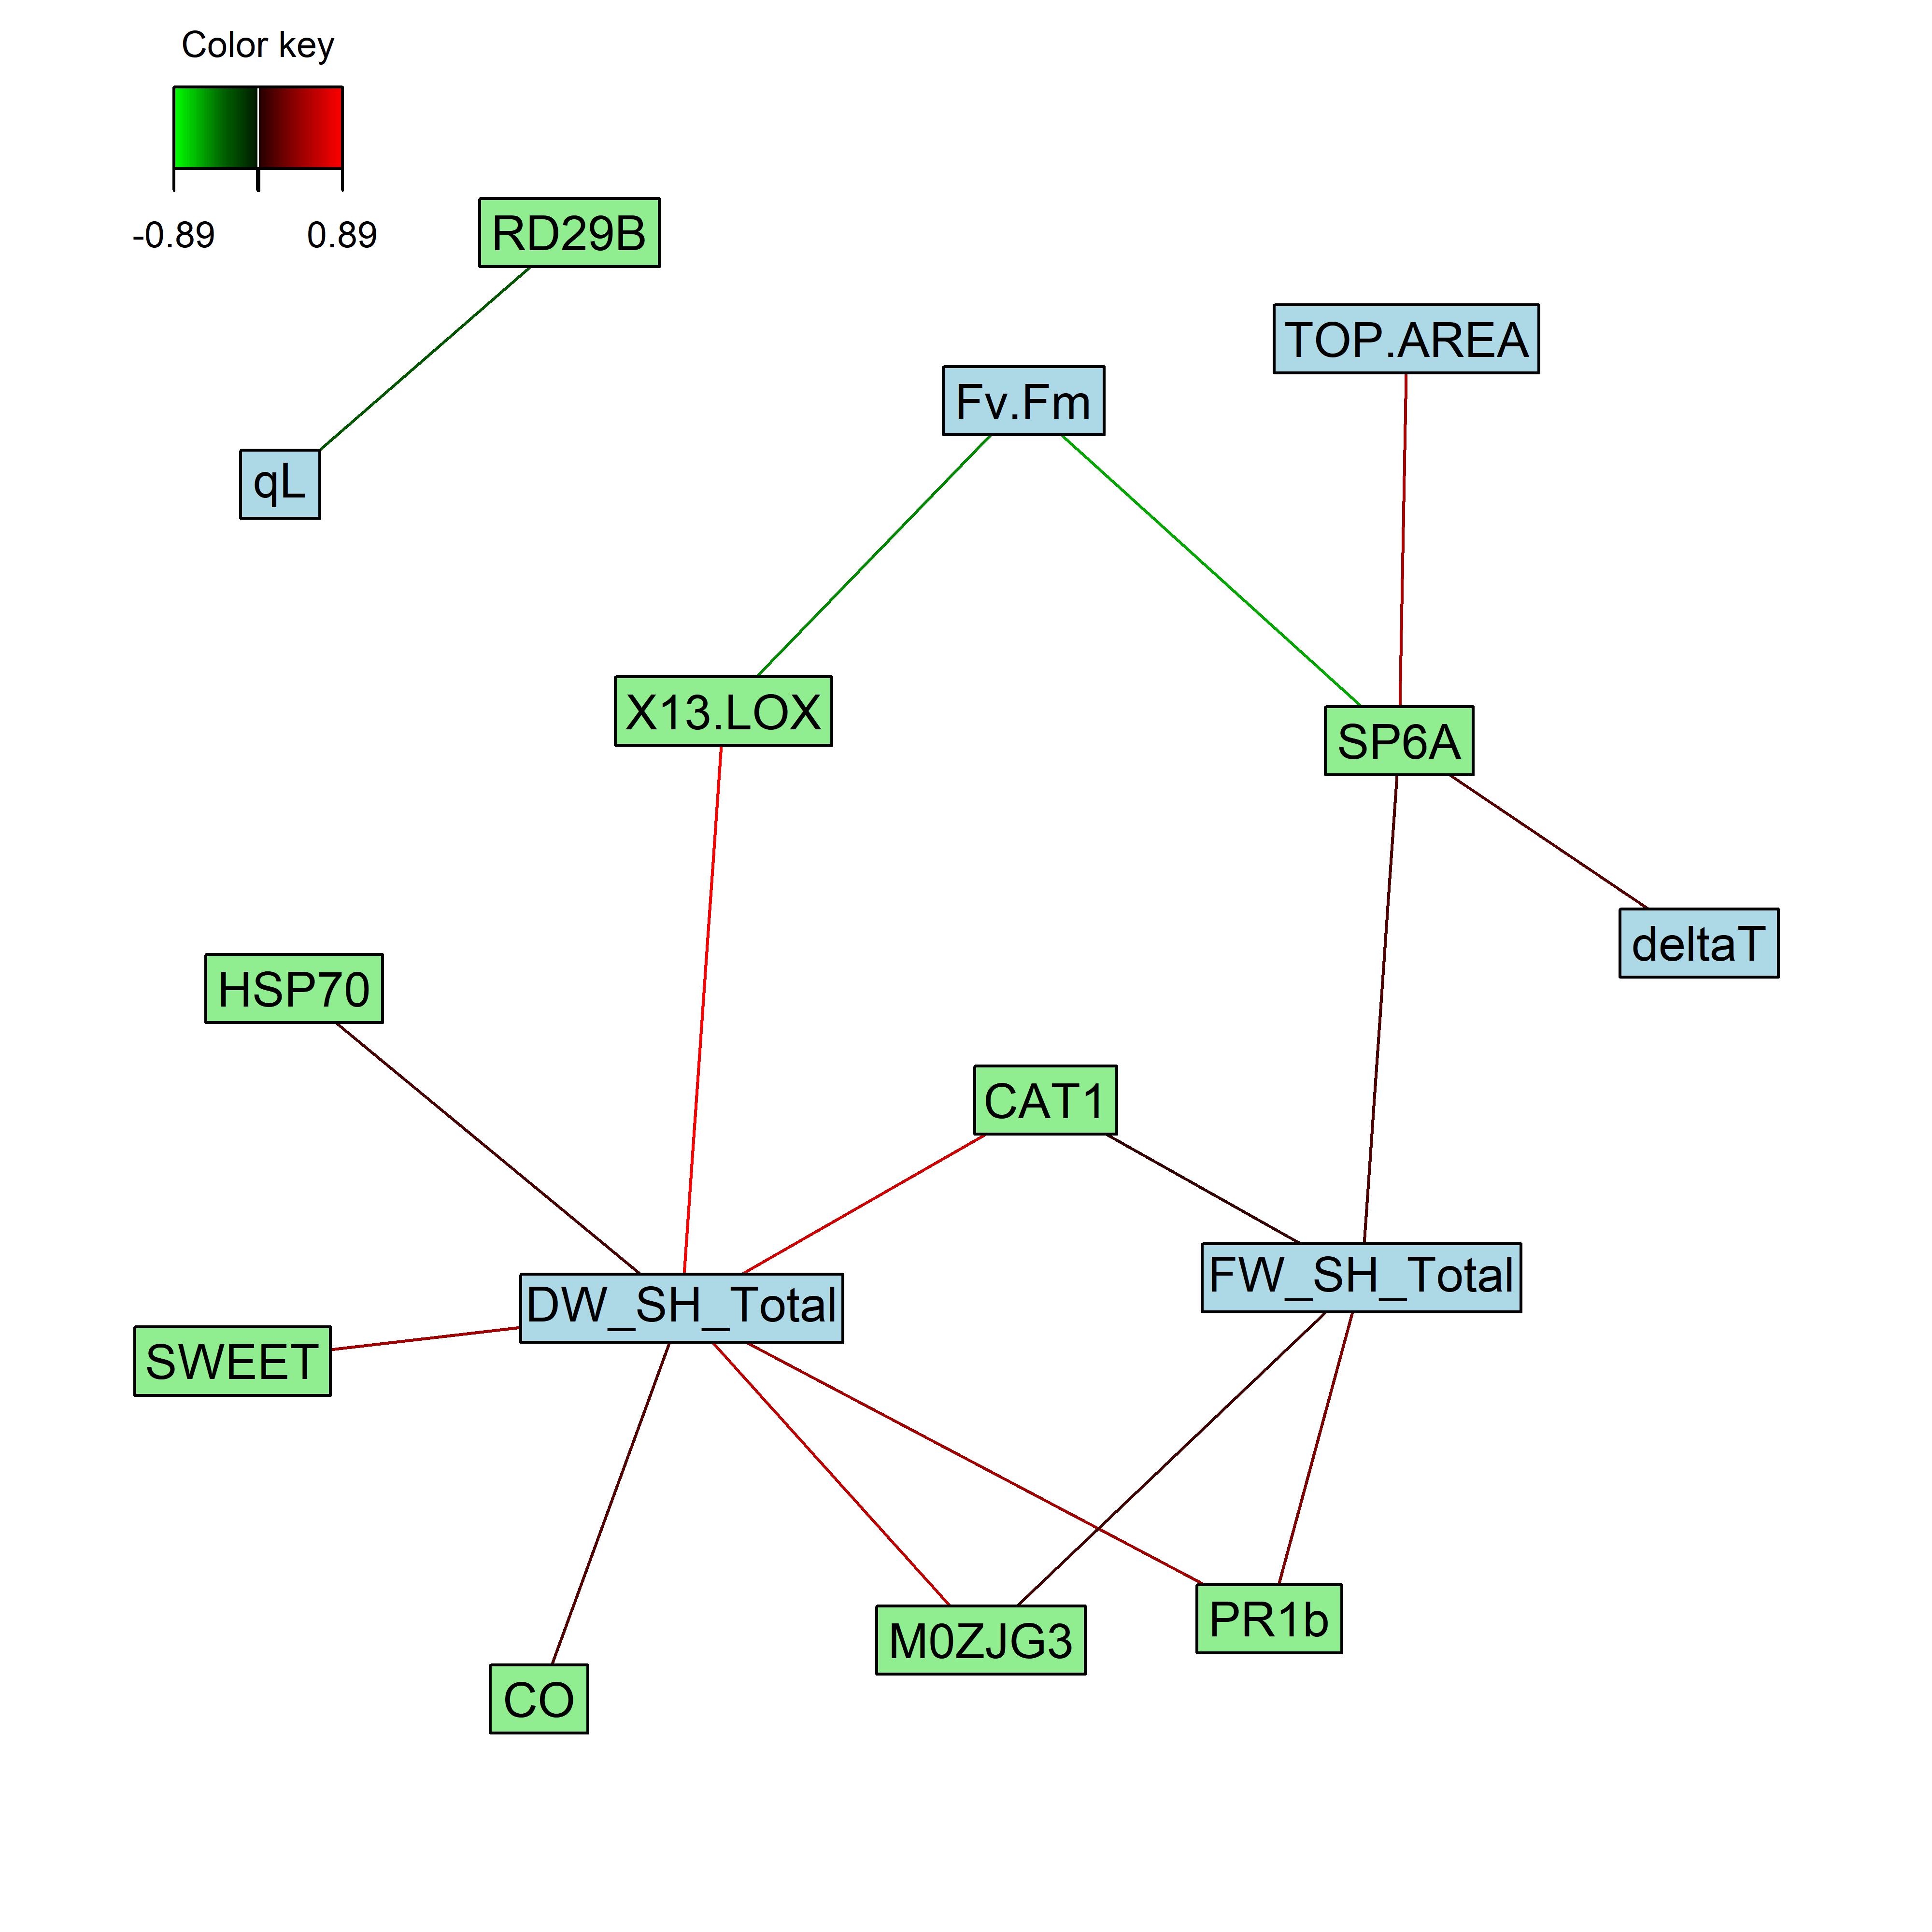 Color key
-0.89 0.89
RD29B
TOP.AREA
Fv.Fm
qL
X13.LOX
SP6A
deltaT
HSP70
CAT1
FW_SH_Total
DW_SH_Total
SWEET
PR1b
M0ZJG3
CO